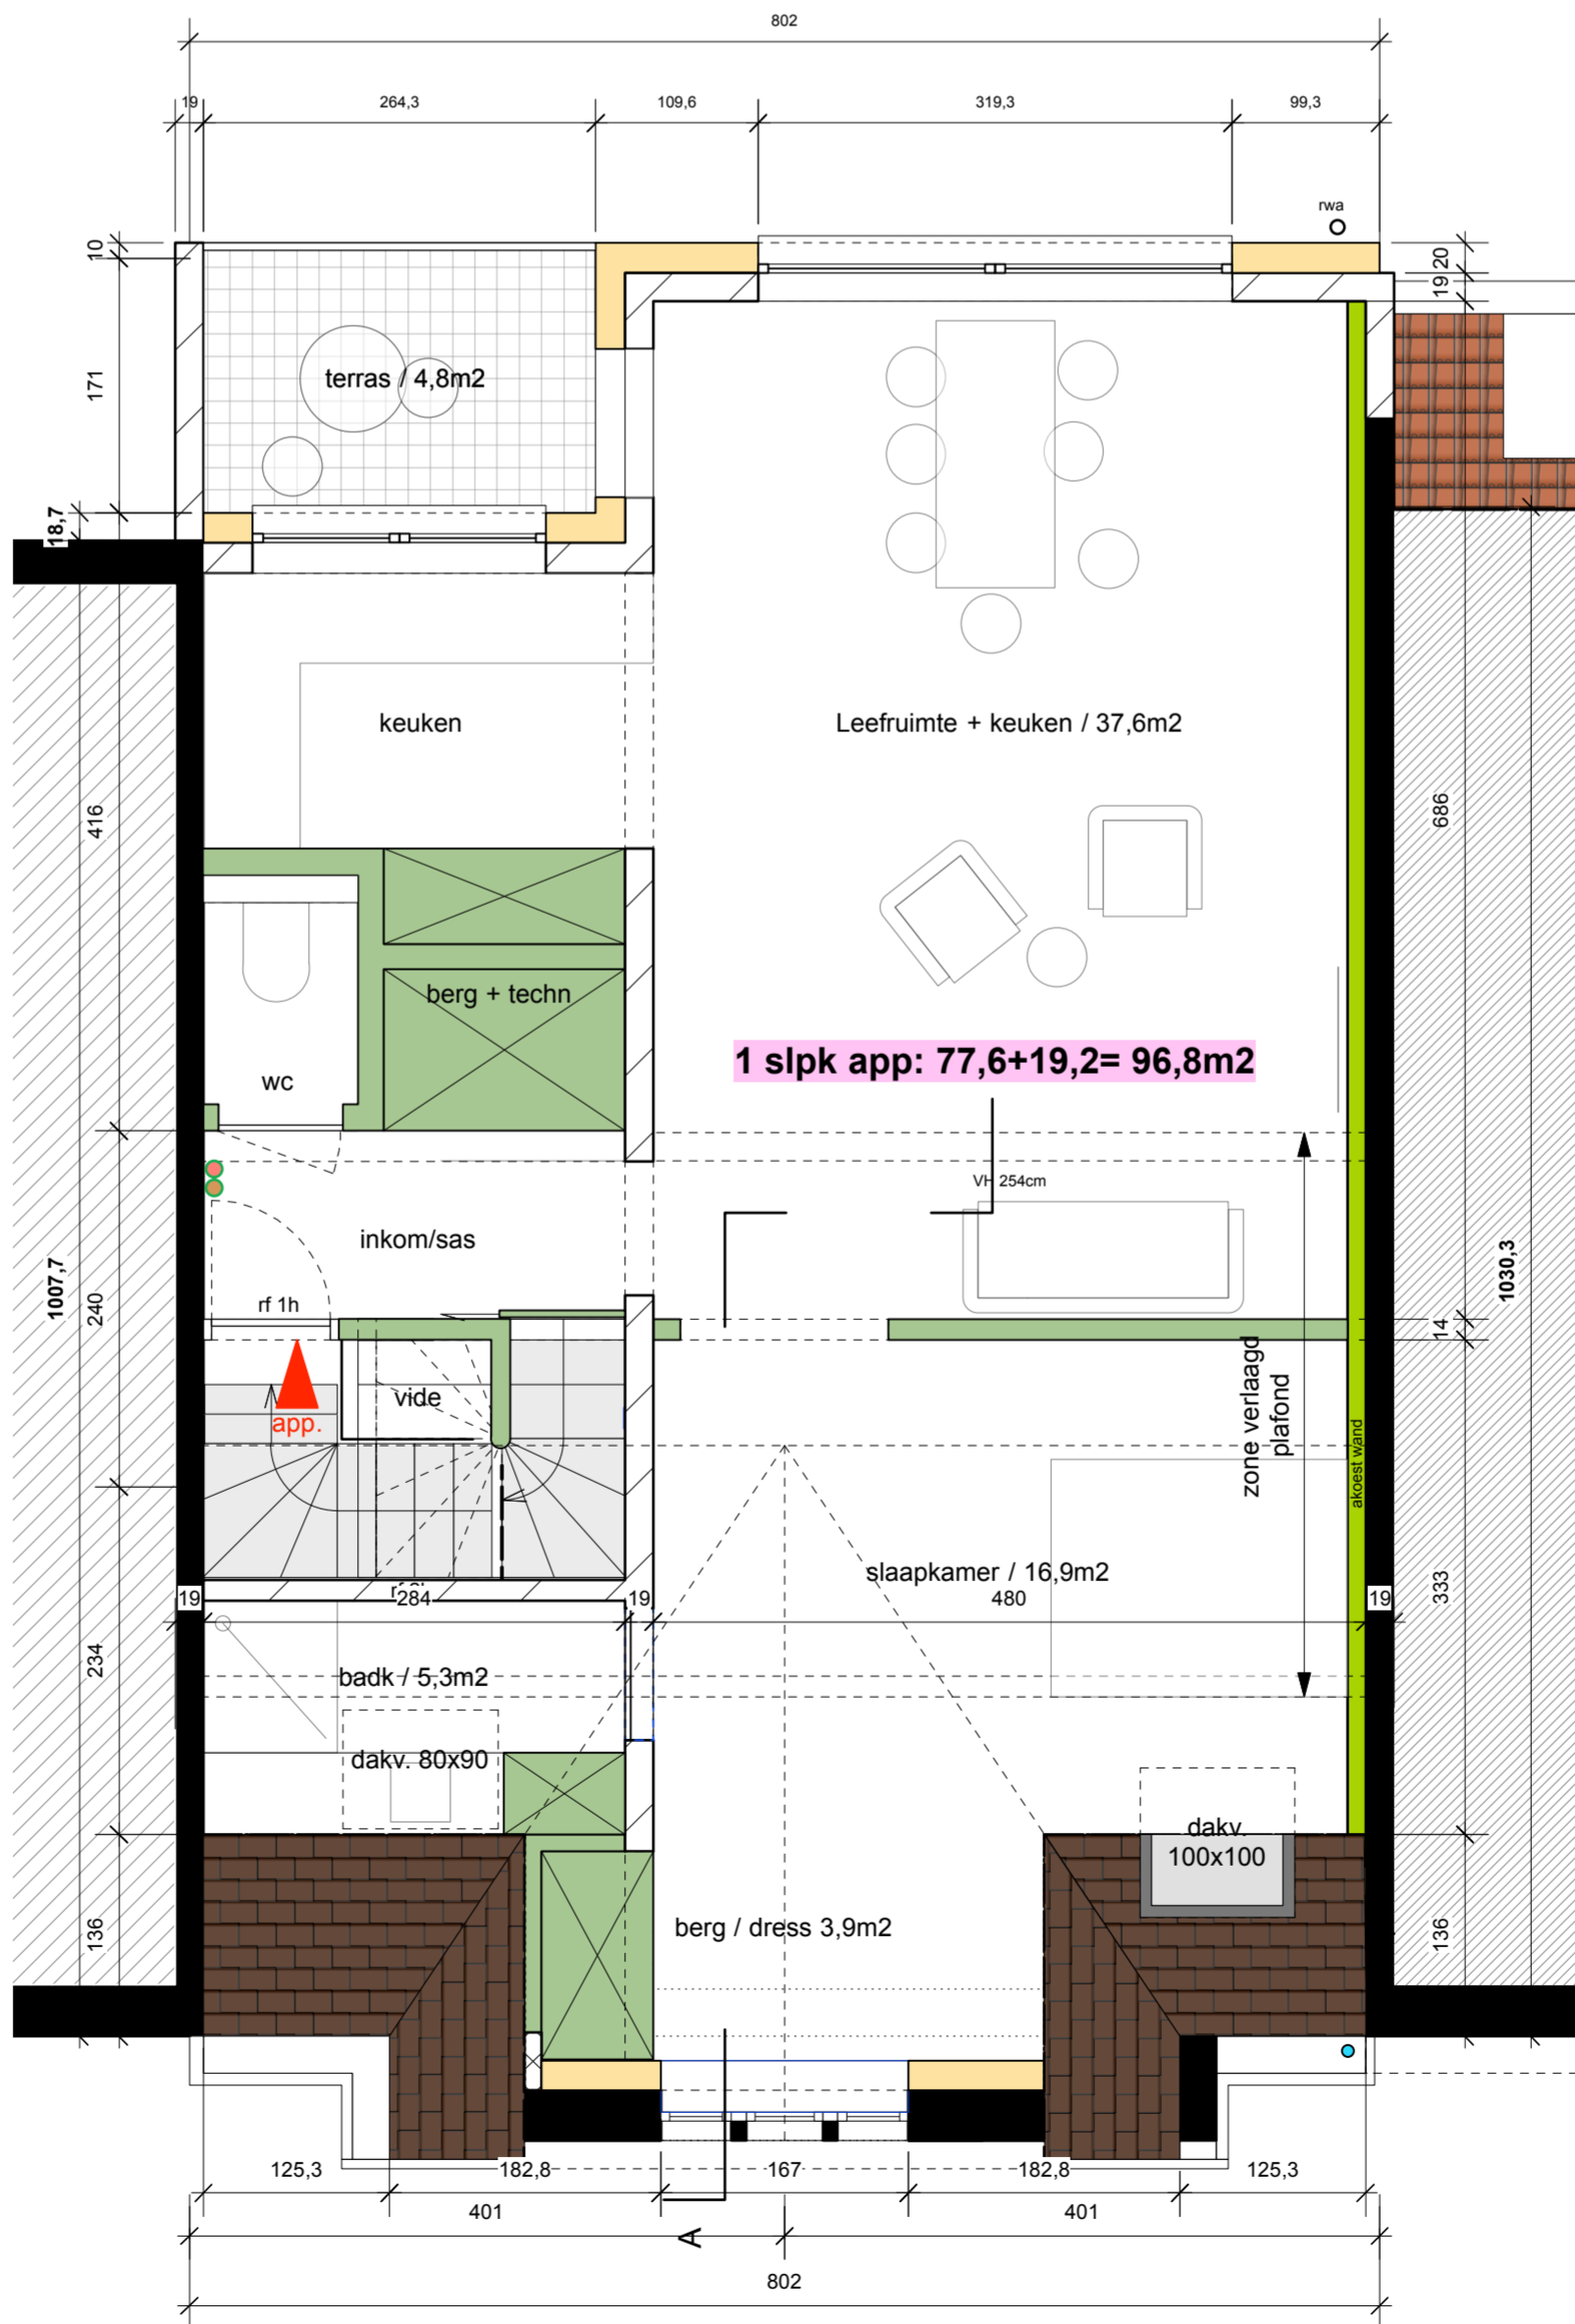 802
19
264,3
109,6
319,3
99,3
rwa
10
20
19
171
terras / 4,8m2
18,7
keuken
Leefruimte + keuken / 37,6m2
416
686
berg + techn
1 slpk app: 77,6+19,2= 96,8m2
wc
VH 254cm
inkom/sas
1007,7
1030,3
240
rf 1h
14
zone verlaagd
plafond
vide
app.
akoest wand
slaapkamer / 16,9m2
19
284
19
480
19
333
234
badk / 5,3m2
dakv. 80x90
dakv.
100x100
berg / dress 3,9m2
136
136
125,3
182,8
167
182,8
125,3
401
401
A
802